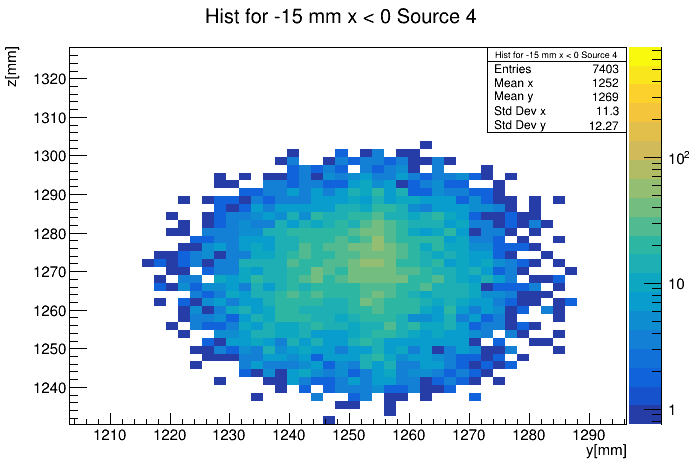 Hist for -15 mm x < 0 Source 4
z[mm]
Hist for -15 mm x < 0 Source 4
Entries 7403
Mean x 1252
Mean y 1269
Std Dev x 11.3
Std Dev y 12.27
1320
1310
1300
1290
1280
1270
1260
1250
1240
10²
10
1
1210 1220 1230 1240 1250 1260 1270 1280 1290
y[mm]